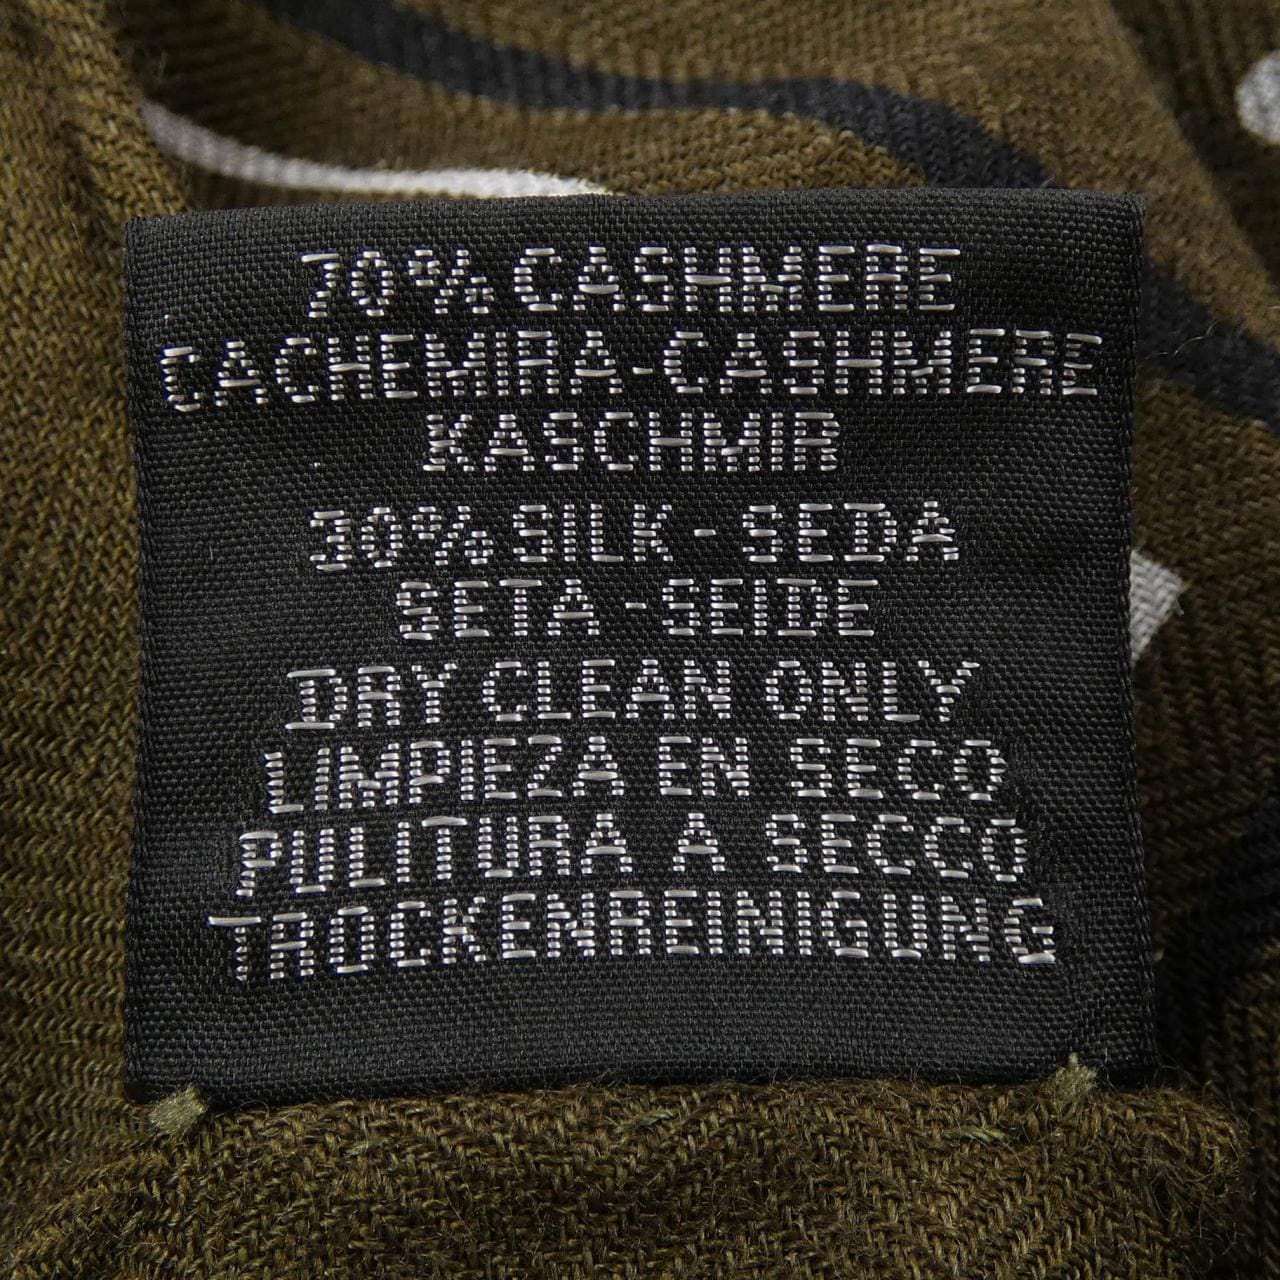 70% CASHMERE
CACHEMIRA-CASHMERE
KASCHMIR
30% SILK - SEDA
SETA - SEIDE
DRY CLEAN ONLY
LIMPIEZA EN SECO
PULITURA A SECCO
TROCKENREINIGUNG